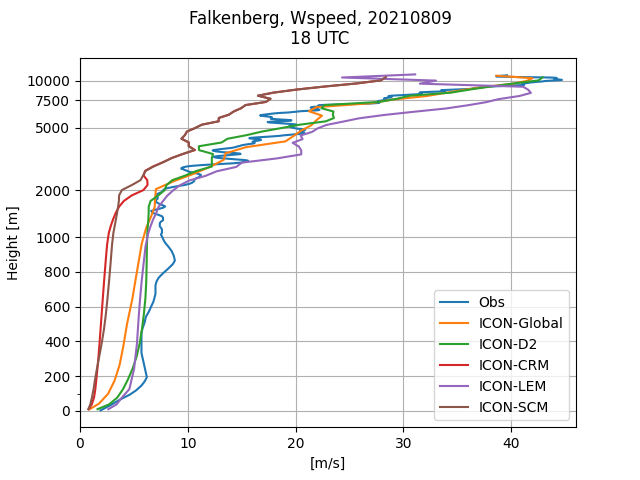 Falkenberg, Wspeed, 20210809
18 UTC
Height [m]
10000
7500
5000
2000
1000
800
600
400
200
0
0
10
20
30
40
[m/s]
Obs
ICON-Global
ICON-D2
ICON-CRM
ICON-LEM
ICON-SCM